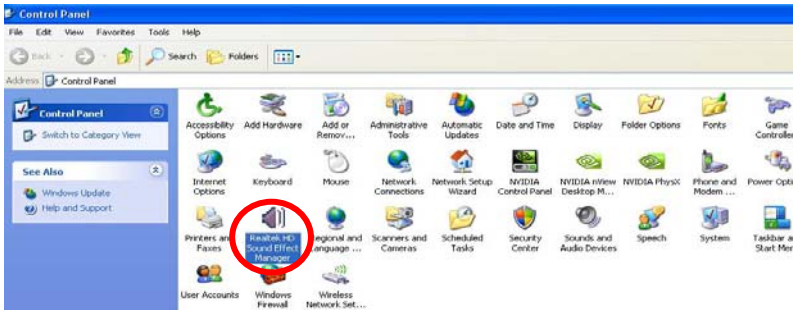 Control Panel
File Edit View Favorites Tools Help
Back Search Folders
Address Control Panel
Control Panel
Switch to Category View
See Also
Windows Update
Help and Support
Accessibility Options
Add Hardware
Add or Remov...
Administrative Tools
Automatic Updates
Date and Time
Display
Folder Options
Fonts
Game Controller
Internet Options
Keyboard
Mouse
Network Connections
Network Setup Wizard
NVIDIA Control Panel
NVIDIA nView Desktop M...
NVIDIA PhysX
Phone and Modem ...
Power Opti
Printers and Faxes
Realtek HD Sound Effect Manager
Regional and Language ...
Scanners and Cameras
Scheduled Tasks
Security Center
Sounds and Audio Devices
Speech
System
Taskbar a
Start Men
User Accounts
Windows Firewall
Wireless Network Set...